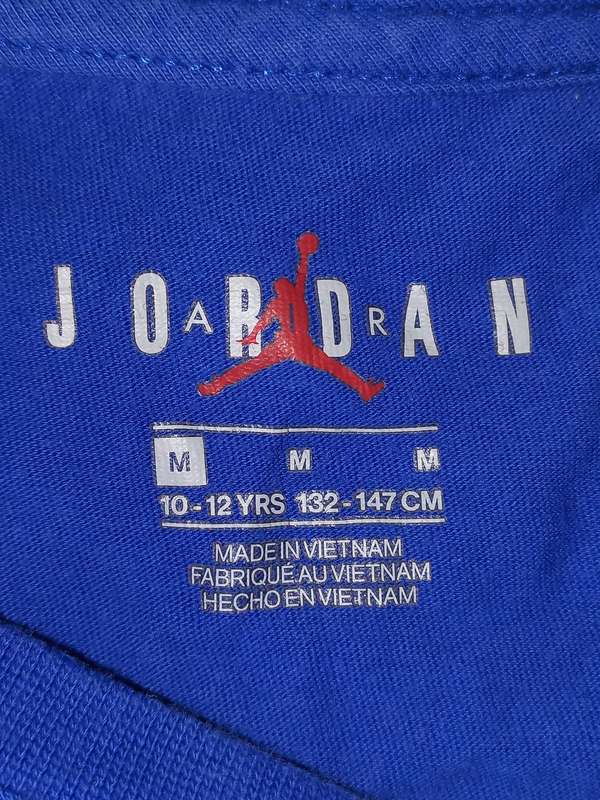 JORDAN
AIR
M M M
10-12 YRS 132-147 CM
MADE IN VIETNAM
FABRIQUÉ AU VIETNAM
HECHO EN VIETNAM